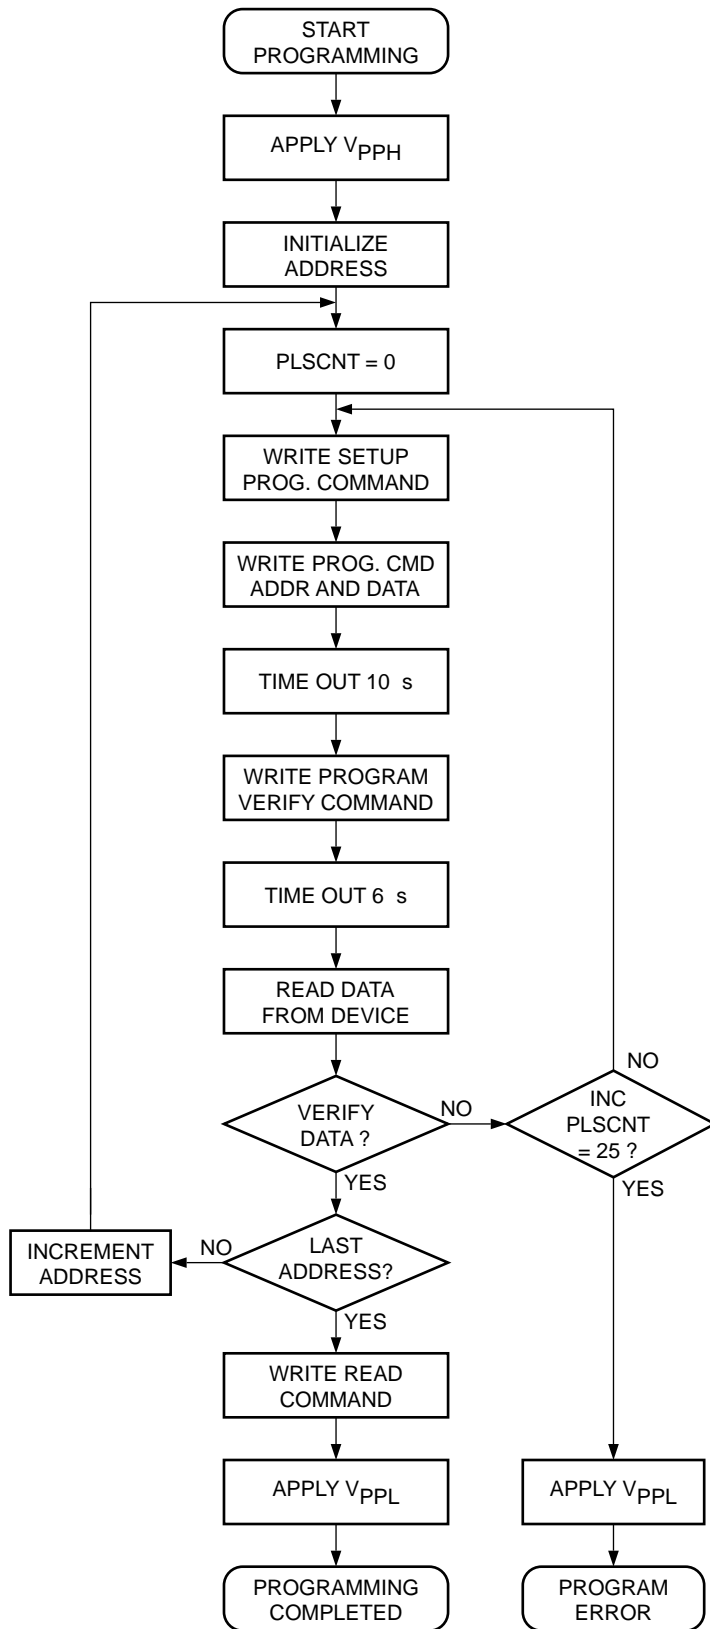 START
PROGRAMMING
APPLY VPPH
INITIALIZE
ADDRESS
PLSCNT = 0
WRITE SETUP
PROG. COMMAND
WRITE PROG. CMD
ADDR AND DATA
TIME OUT 10  s
WRITE PROGRAM
VERIFY COMMAND
TIME OUT 6  s
READ DATA
FROM DEVICE
VERIFY
DATA ?
NO
INC
PLSCNT
= 25 ?
NO
YES
YES
LAST
ADDRESS?
NO
INCREMENT
ADDRESS
YES
WRITE READ
COMMAND
APPLY VPPL
APPLY VPPL
PROGRAMMING
COMPLETED
PROGRAM
ERROR